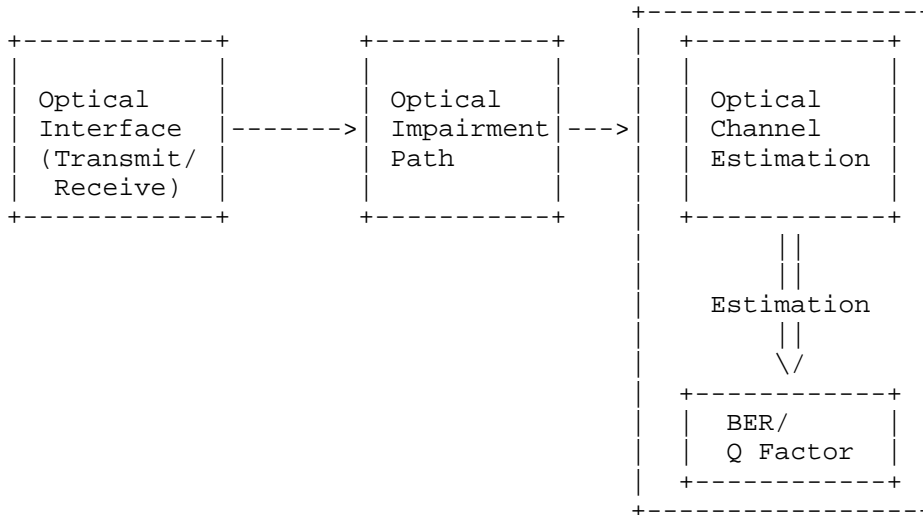 Optical
Interface
(Transmit/
Receive)
Optical
Impairment
Path
Optical
Channel
Estimation
Estimation
BER/
Q Factor